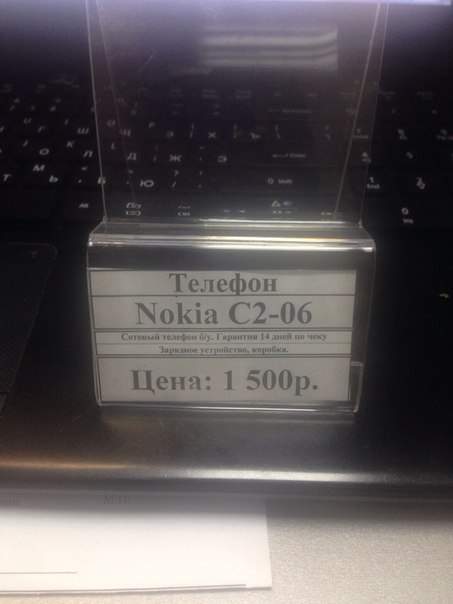 Телефон
Nokia C2-06
Сотовый телефон б/у. Гарантия 14 дней по чеку
Зарядное устройство, коробка.
Цена: 1 500р.